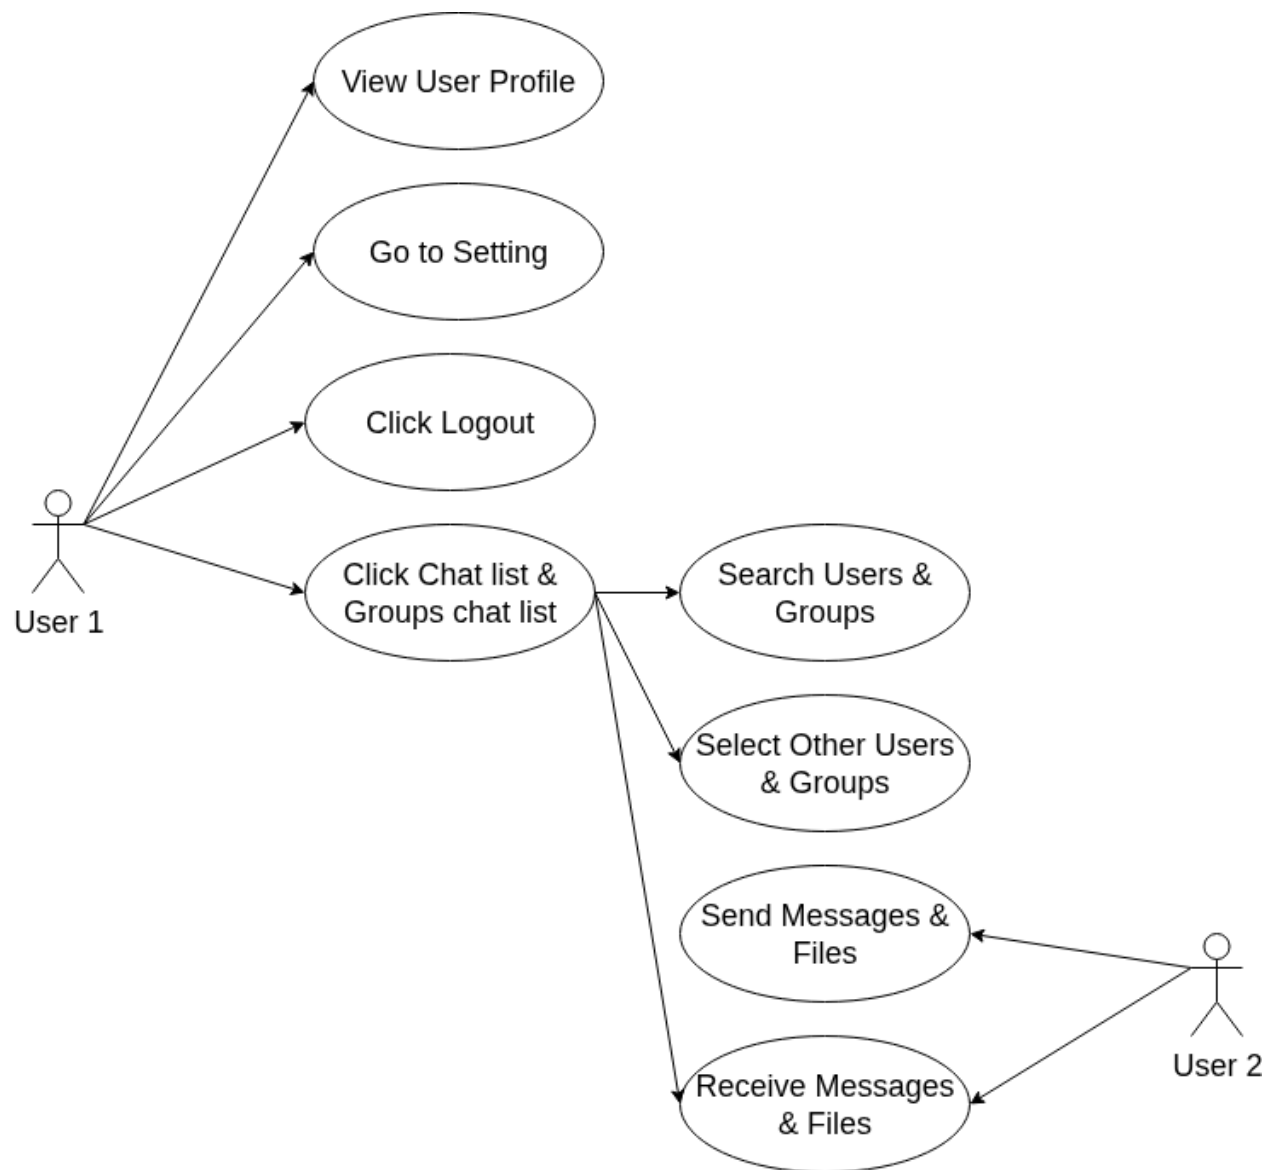 View User Profile
Go to Setting
Click Logout
User 1
Click Chat list &
Groups chat list
Search Users &
Groups
Select Other Users
& Groups
Send Messages &
Files
User 2
Receive Messages
& Files